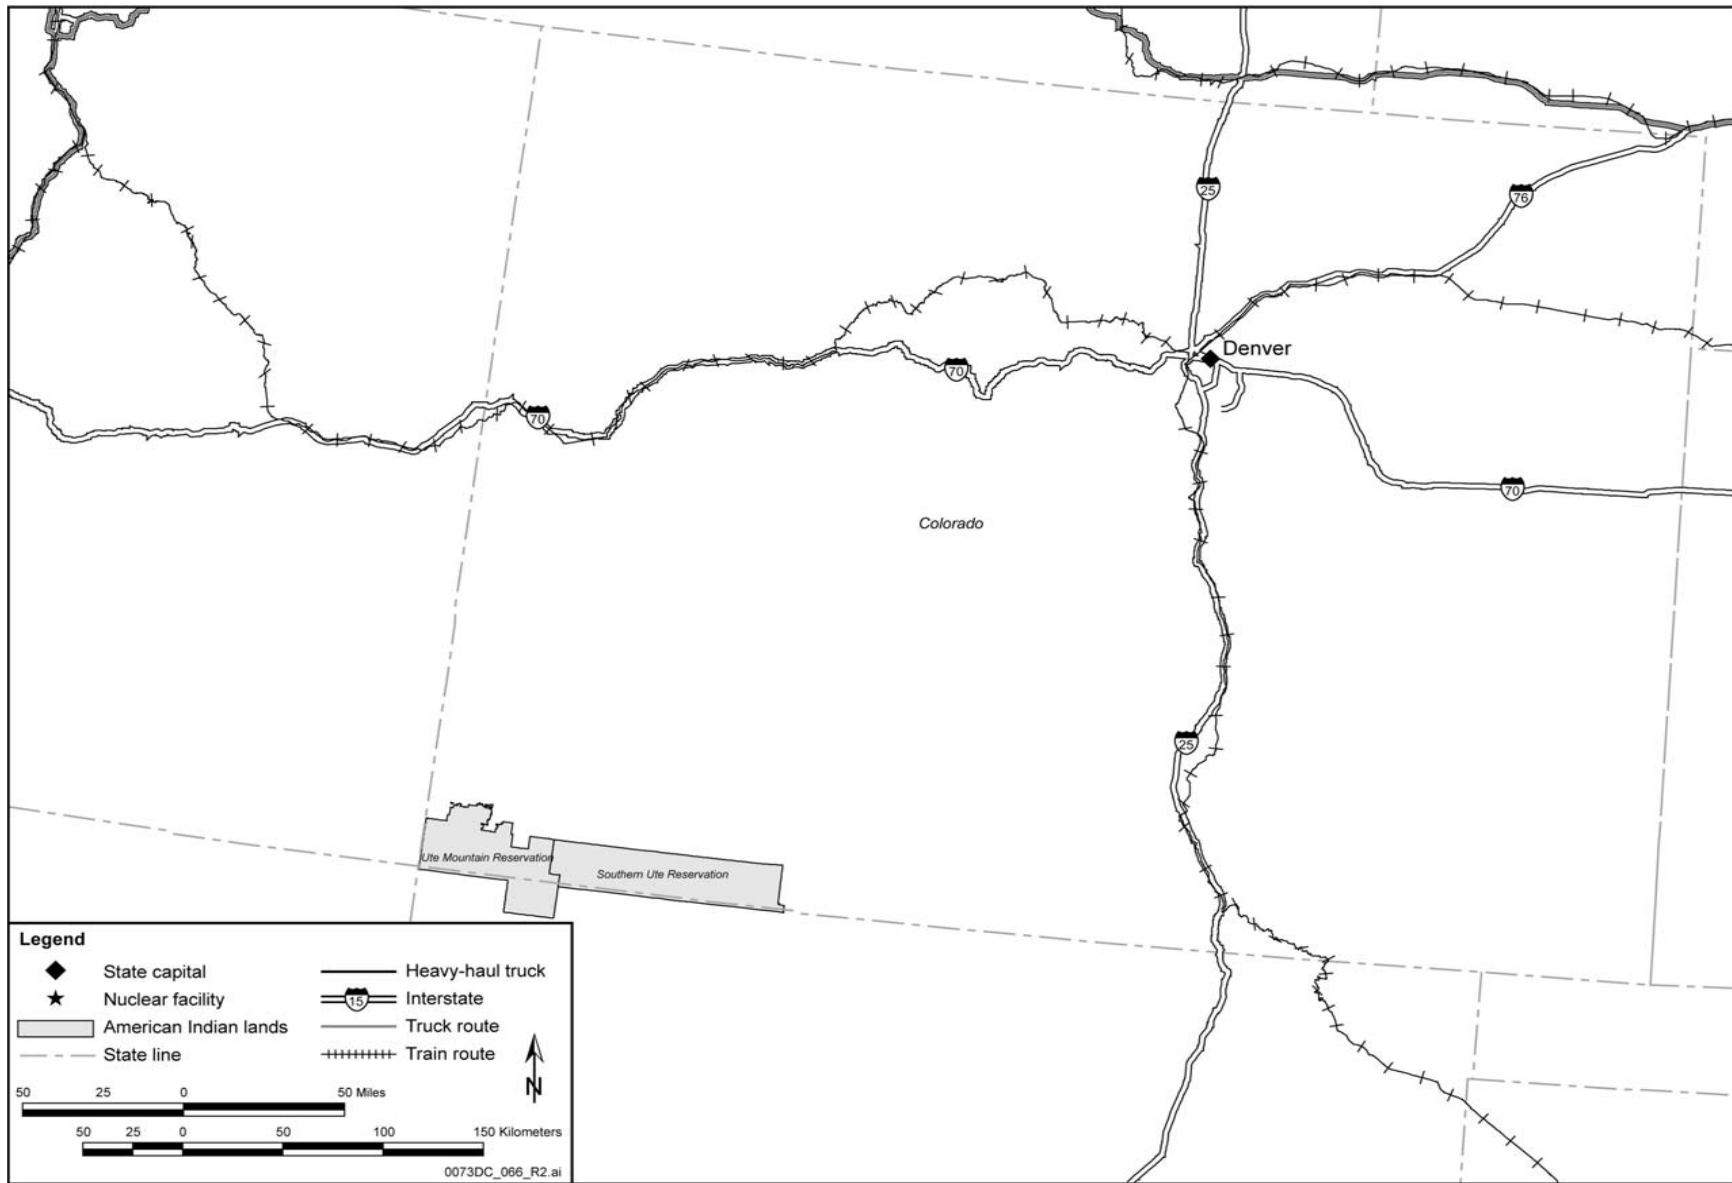 25
76
Denver
70
70
70
Colorado
25
Ute Mountain Reservation
Southern Ute Reservation
Legend
State capital
Nuclear facility
American Indian lands
State line
Heavy-haul truck
15 Interstate
Truck route
Train route
N
50 25 0 50 Miles
50 25 0 50 100 150 Kilometers
0073DC_066_R2.ai